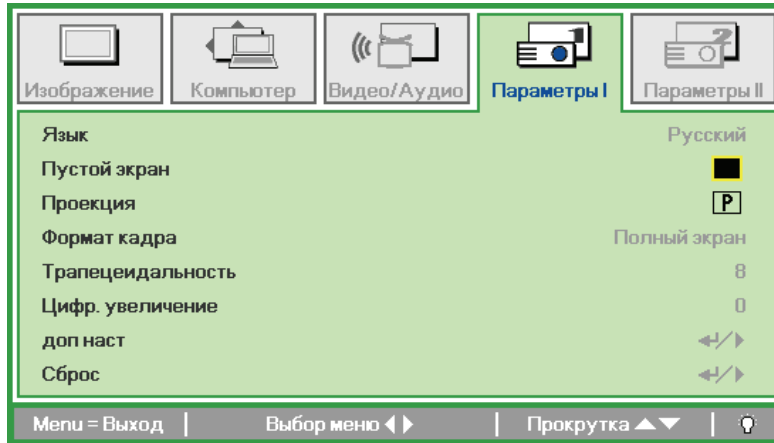 Изображение Компьютер Видео/Аудио Параметры I Параметры II
Язык Русский
Пустой экран
Проекция P
Формат кадра Полный экран
Трапецеидальность 8
Цифр. увеличение 0
доп наст
Сброс
Menu = Выход Выбор меню Прокрутка